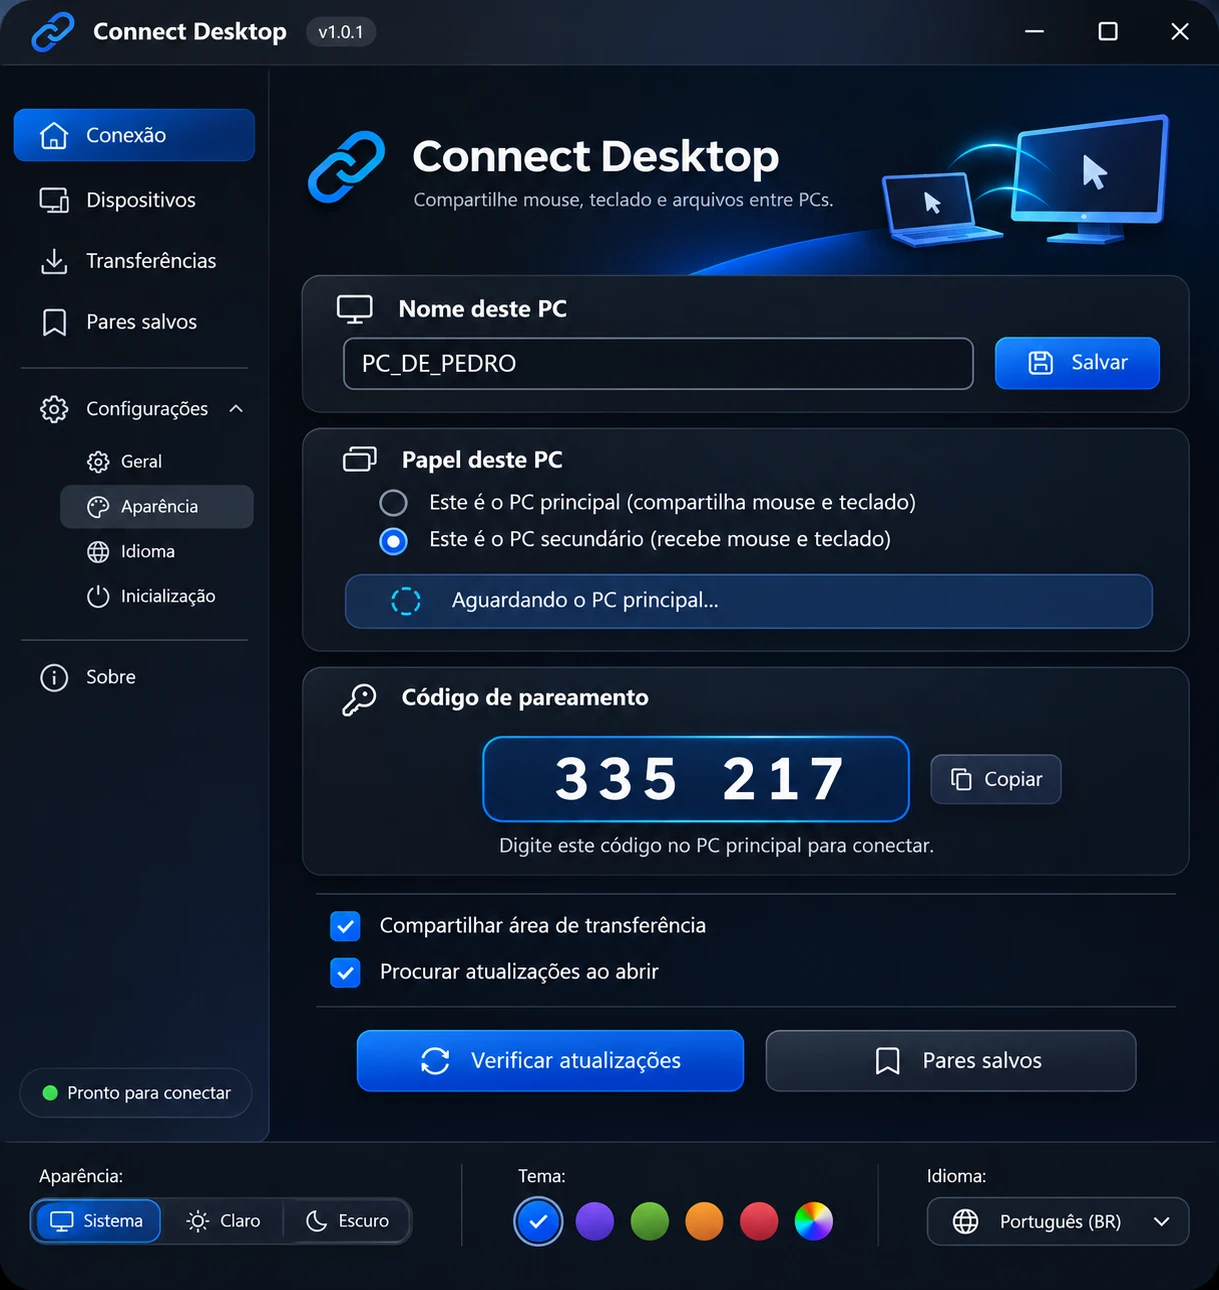 Connect Desktop v1.0.1
Conexão
Dispositivos
Transferências
Pares salvos
Configurações
Geral
Aparência
Idioma
Inicialização
Sobre
Pronto para conectar
Connect Desktop
Compartilhe mouse, teclado e arquivos entre PCs.
Nome deste PC
PC_DE_PEDRO
Salvar
Papel deste PC
Este é o PC principal (compartilha mouse e teclado)
Este é o PC secundário (recebe mouse e teclado)
Aguardando o PC principal...
Código de pareamento
335 217
Copiar
Digite este código no PC principal para conectar.
Compartilhar área de transferência
Procurar atualizações ao abrir
Verificar atualizações
Pares salvos
Aparência:
Sistema
Claro
Escuro
Tema:
Idioma:
Português (BR)